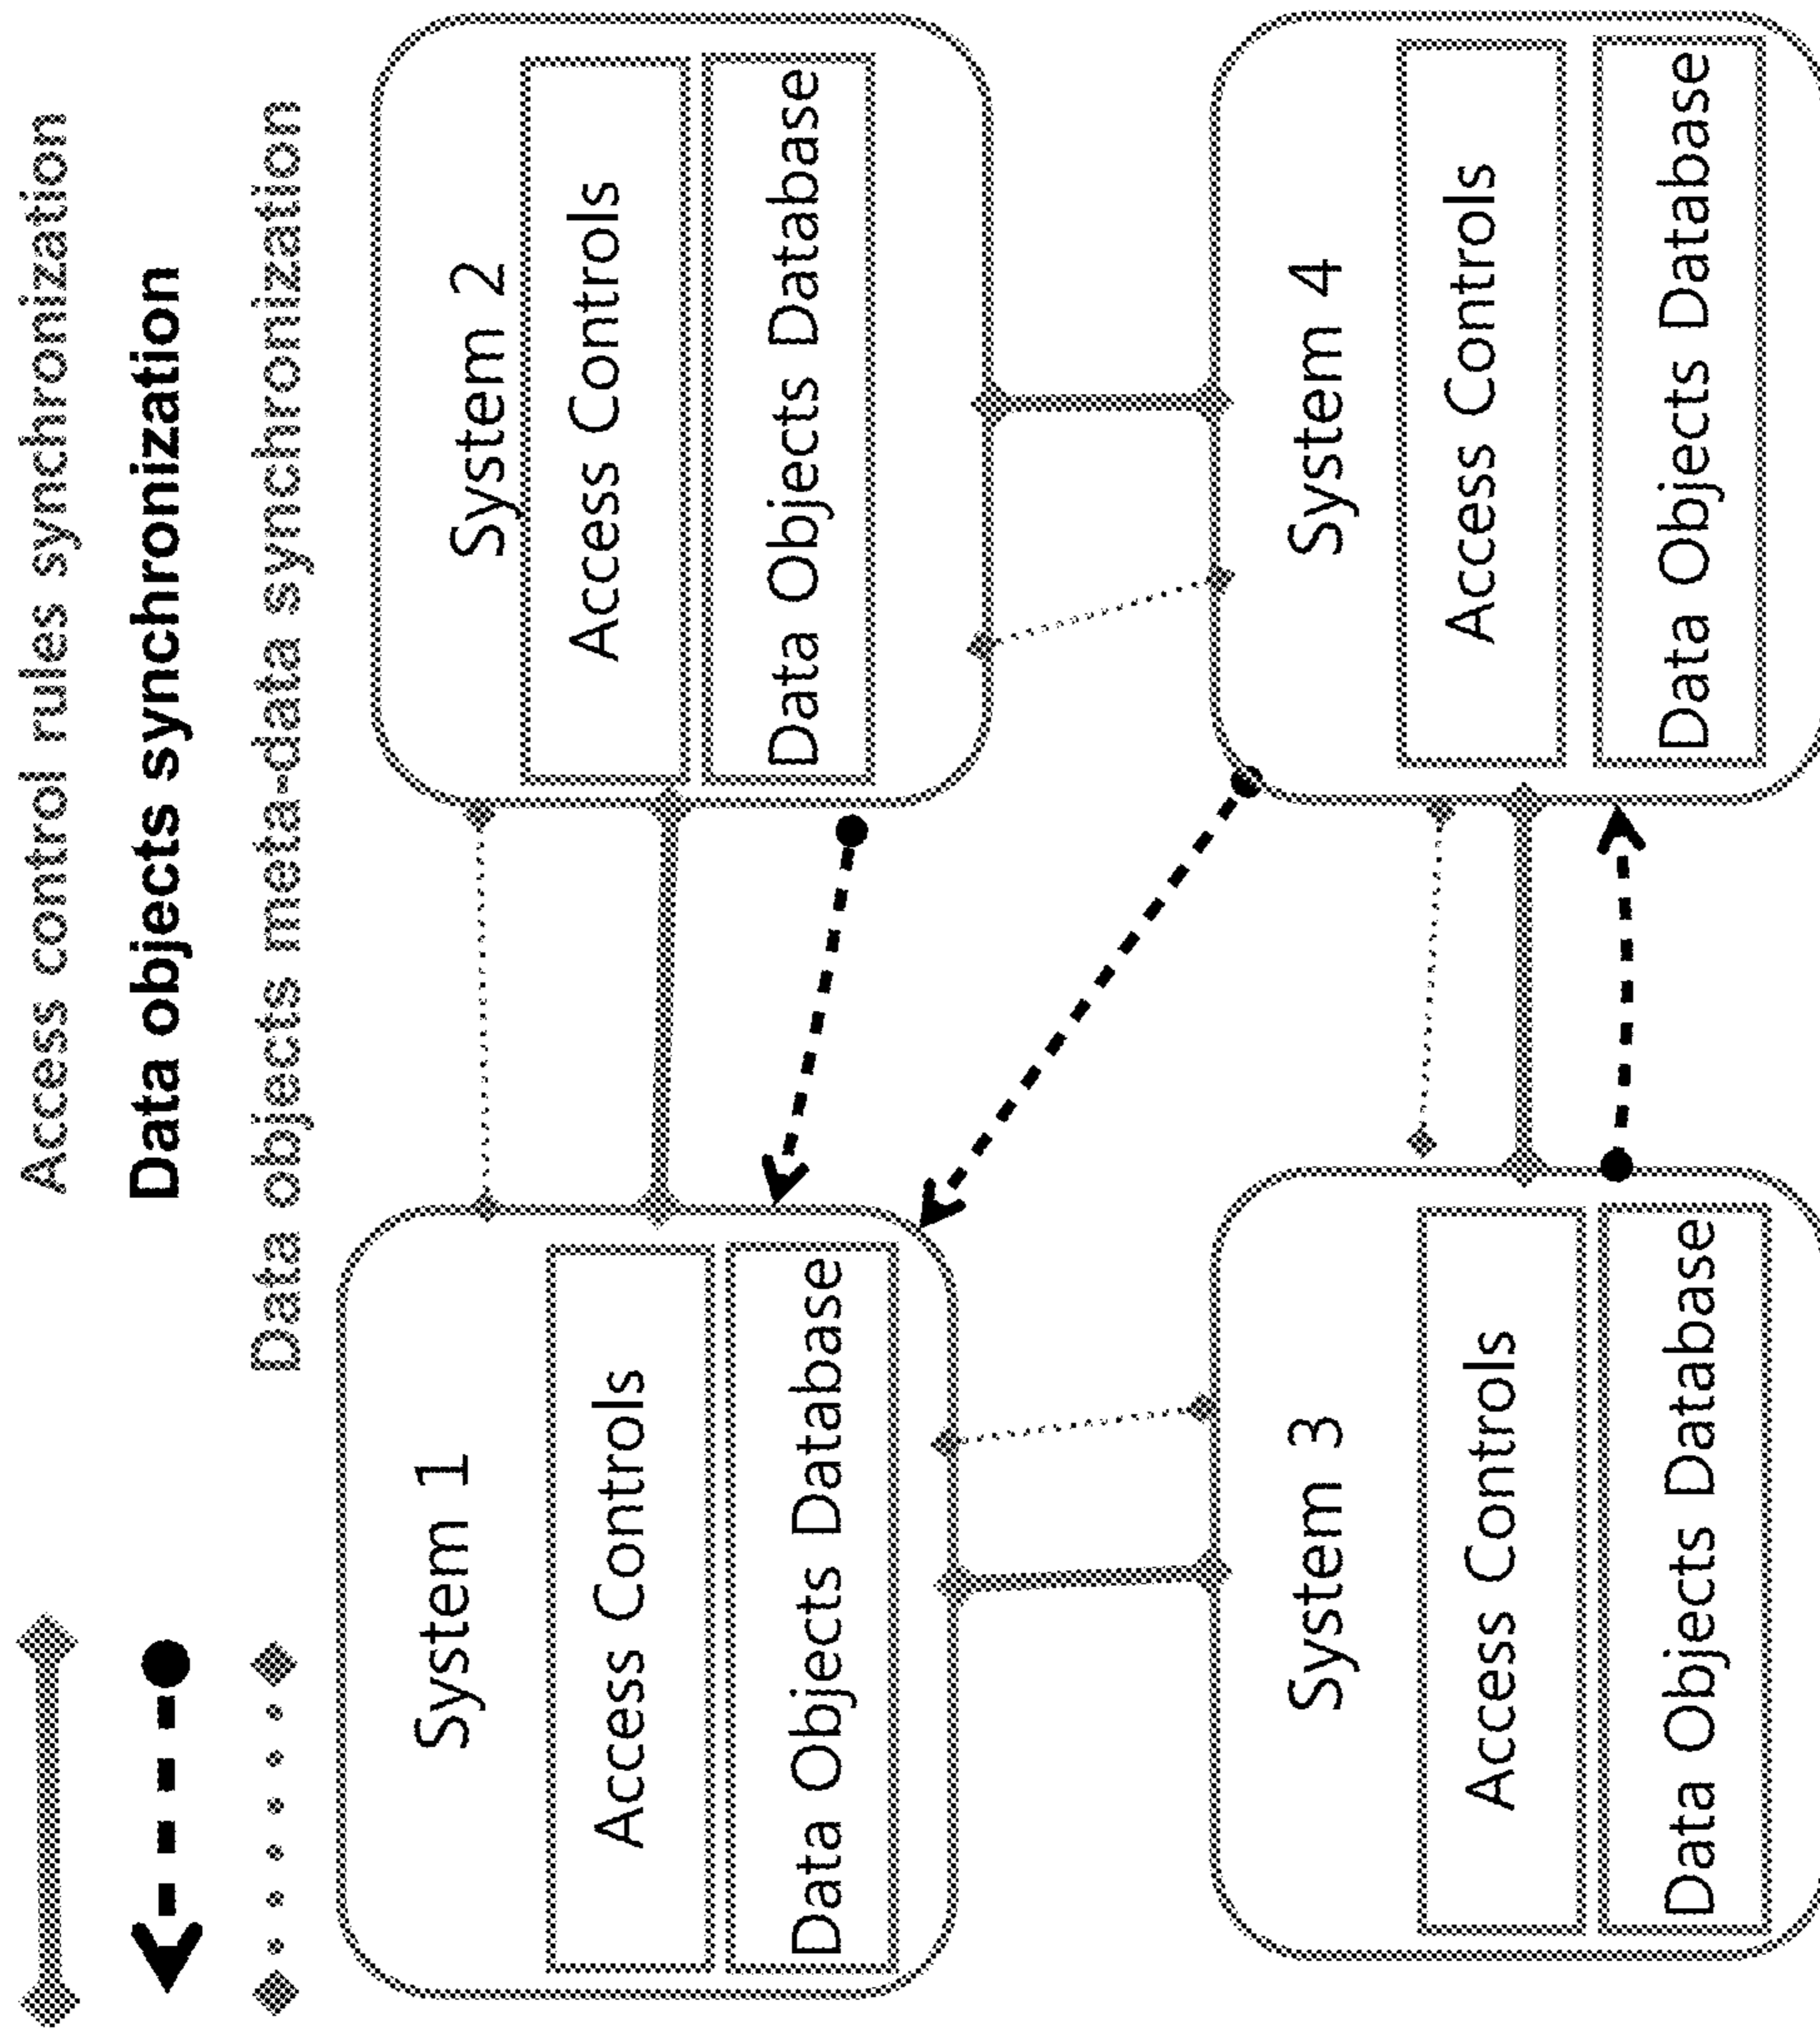 Access control rules synchronization
Data objects synchronization
Data objects meta-data synchronization
System 1
Access Controls
Data Objects Database
System 2
Access Controls
Data Objects Database
System 3
Access Controls
Data Objects Database
System 4
Access Controls
Data Objects Database